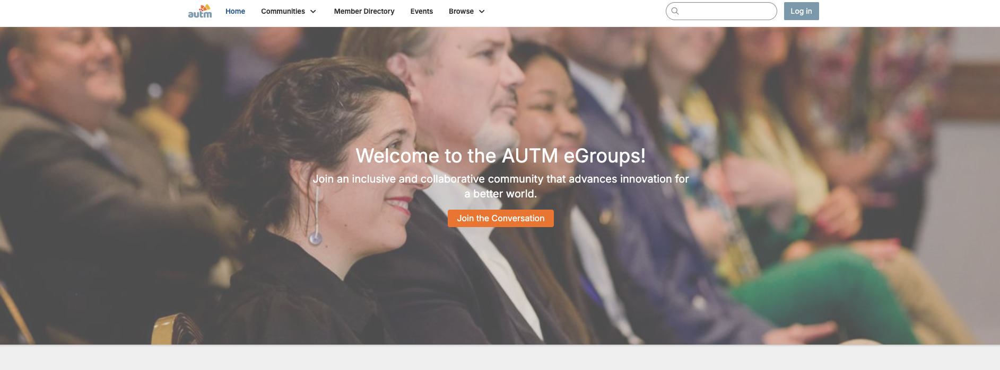 autm
Home
Communities
Member Directory
Events
Browse
Log in
Welcome to the AUTM eGroups!
Join an inclusive and collaborative community that advances innovation for
a better world.
Join the Conversation